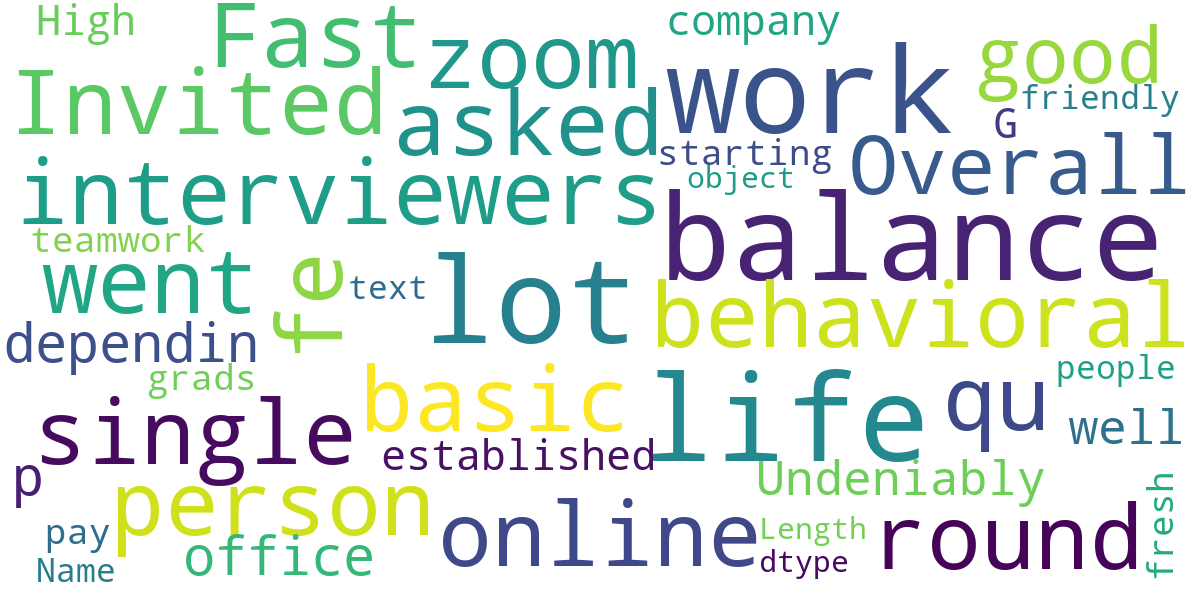 High
Fast
zoom
company
good
Invited
asked
work
friendly
G
interviewers
starting
object
Overall
teamwork
balance
went
fe
text
lot
behavioral
dependin
grads
basic
life
people
qu
well
single
established
p
person
Undeniably
fresh
pay
office
online
Length
round
Name
dtype